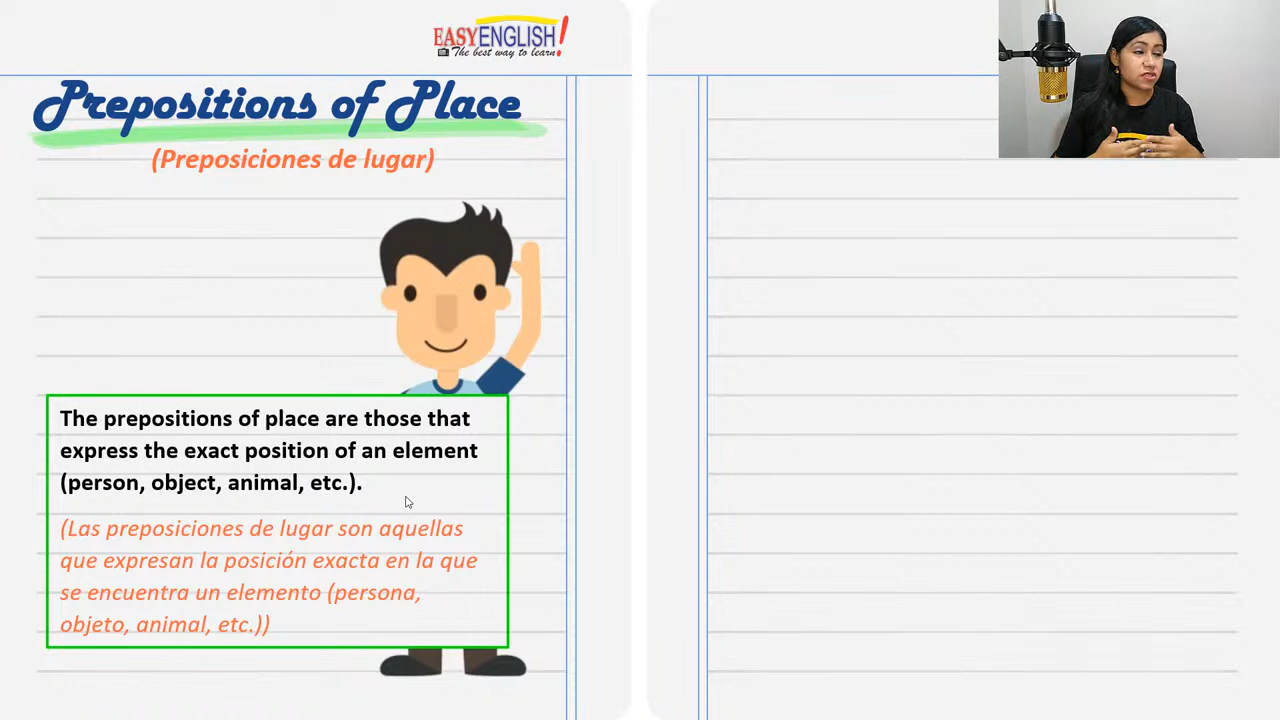 EASYENGLISH!
The best way to learn!
Prepositions of Place
(Preposiciones de lugar)
The prepositions of place are those that
express the exact position of an element
(person, object, animal, etc.).
(Las preposiciones de lugar son aquellas
que expresan la posición exacta en la que
se encuentra un elemento (persona,
objeto, animal, etc.))